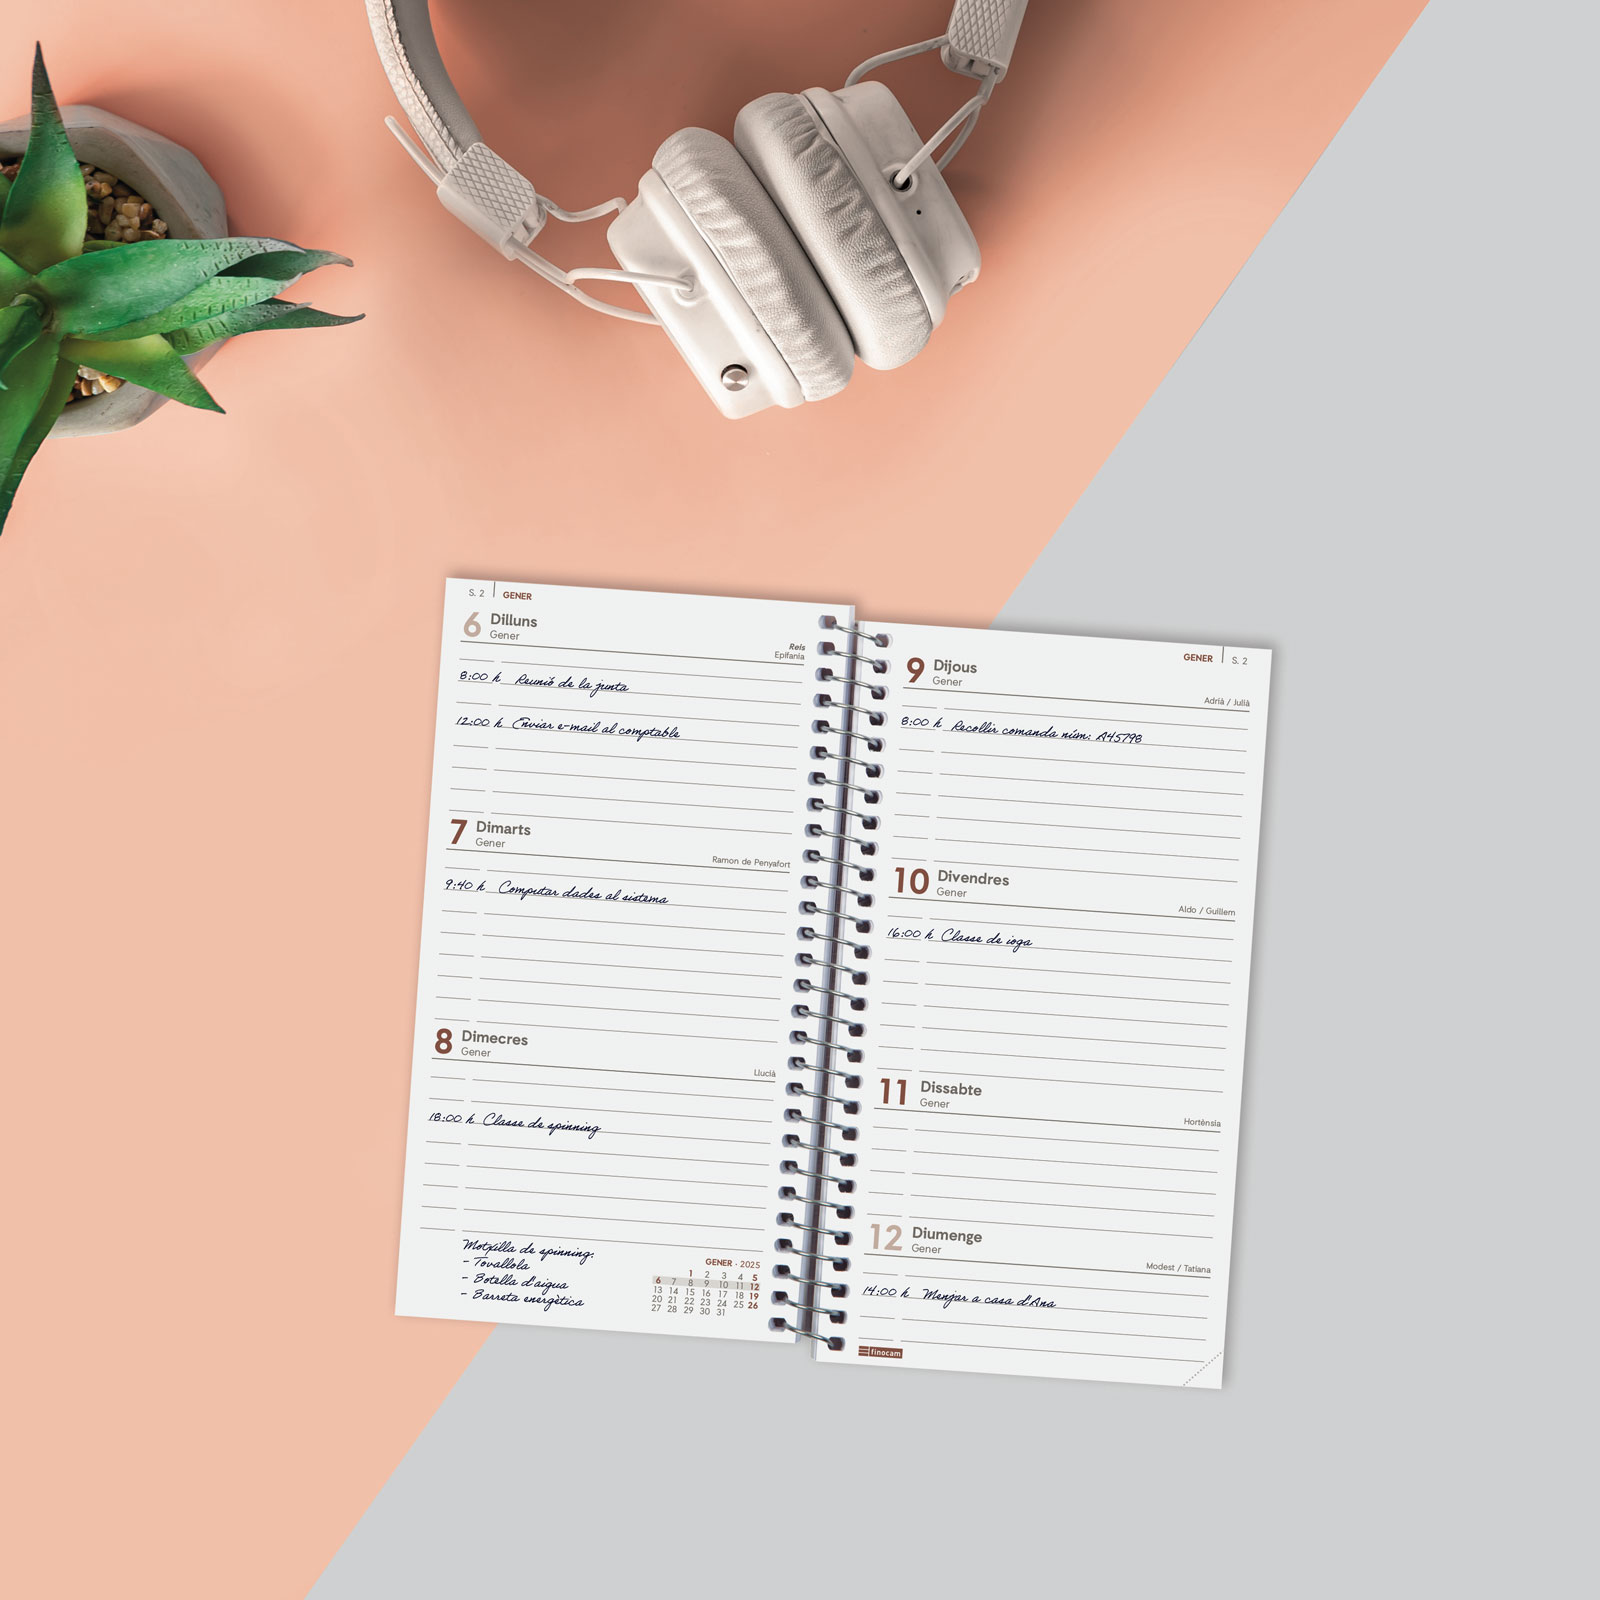 S. 2 | GENER
6 Dilluns
Gener
Reis
Epifania
8:00 h Reunió de la junta
12:00 h Enviar e-mail al comptable
7 Dimarts
Gener
Ramon de Penyafort
9:40 h Computar dades al sistema
8 Dimecres
Gener
Llucià
18:00 h Classe de spinning
Motxilla de spinning:
- Tovallola
- Botella d'aigua
- Barreta energètica
GENER - 2025
1 2 3 4 5
6 7 8 9 10 11 12
13 14 15 16 17 18 19
20 21 22 23 24 25 26
27 28 29 30 31
GENER | S. 2
9 Dijous
Gener
Adrià / Julià
8:00 h Recollir comanda núm: A45798
10 Divendres
Gener
Aldo / Guillem
16:00 h Classe de ioga
11 Dissabte
Gener
Hortènsia
12 Diumenge
Gener
Modest / Tatiana
14:00 h Menjar a casa d'Ana
finocam